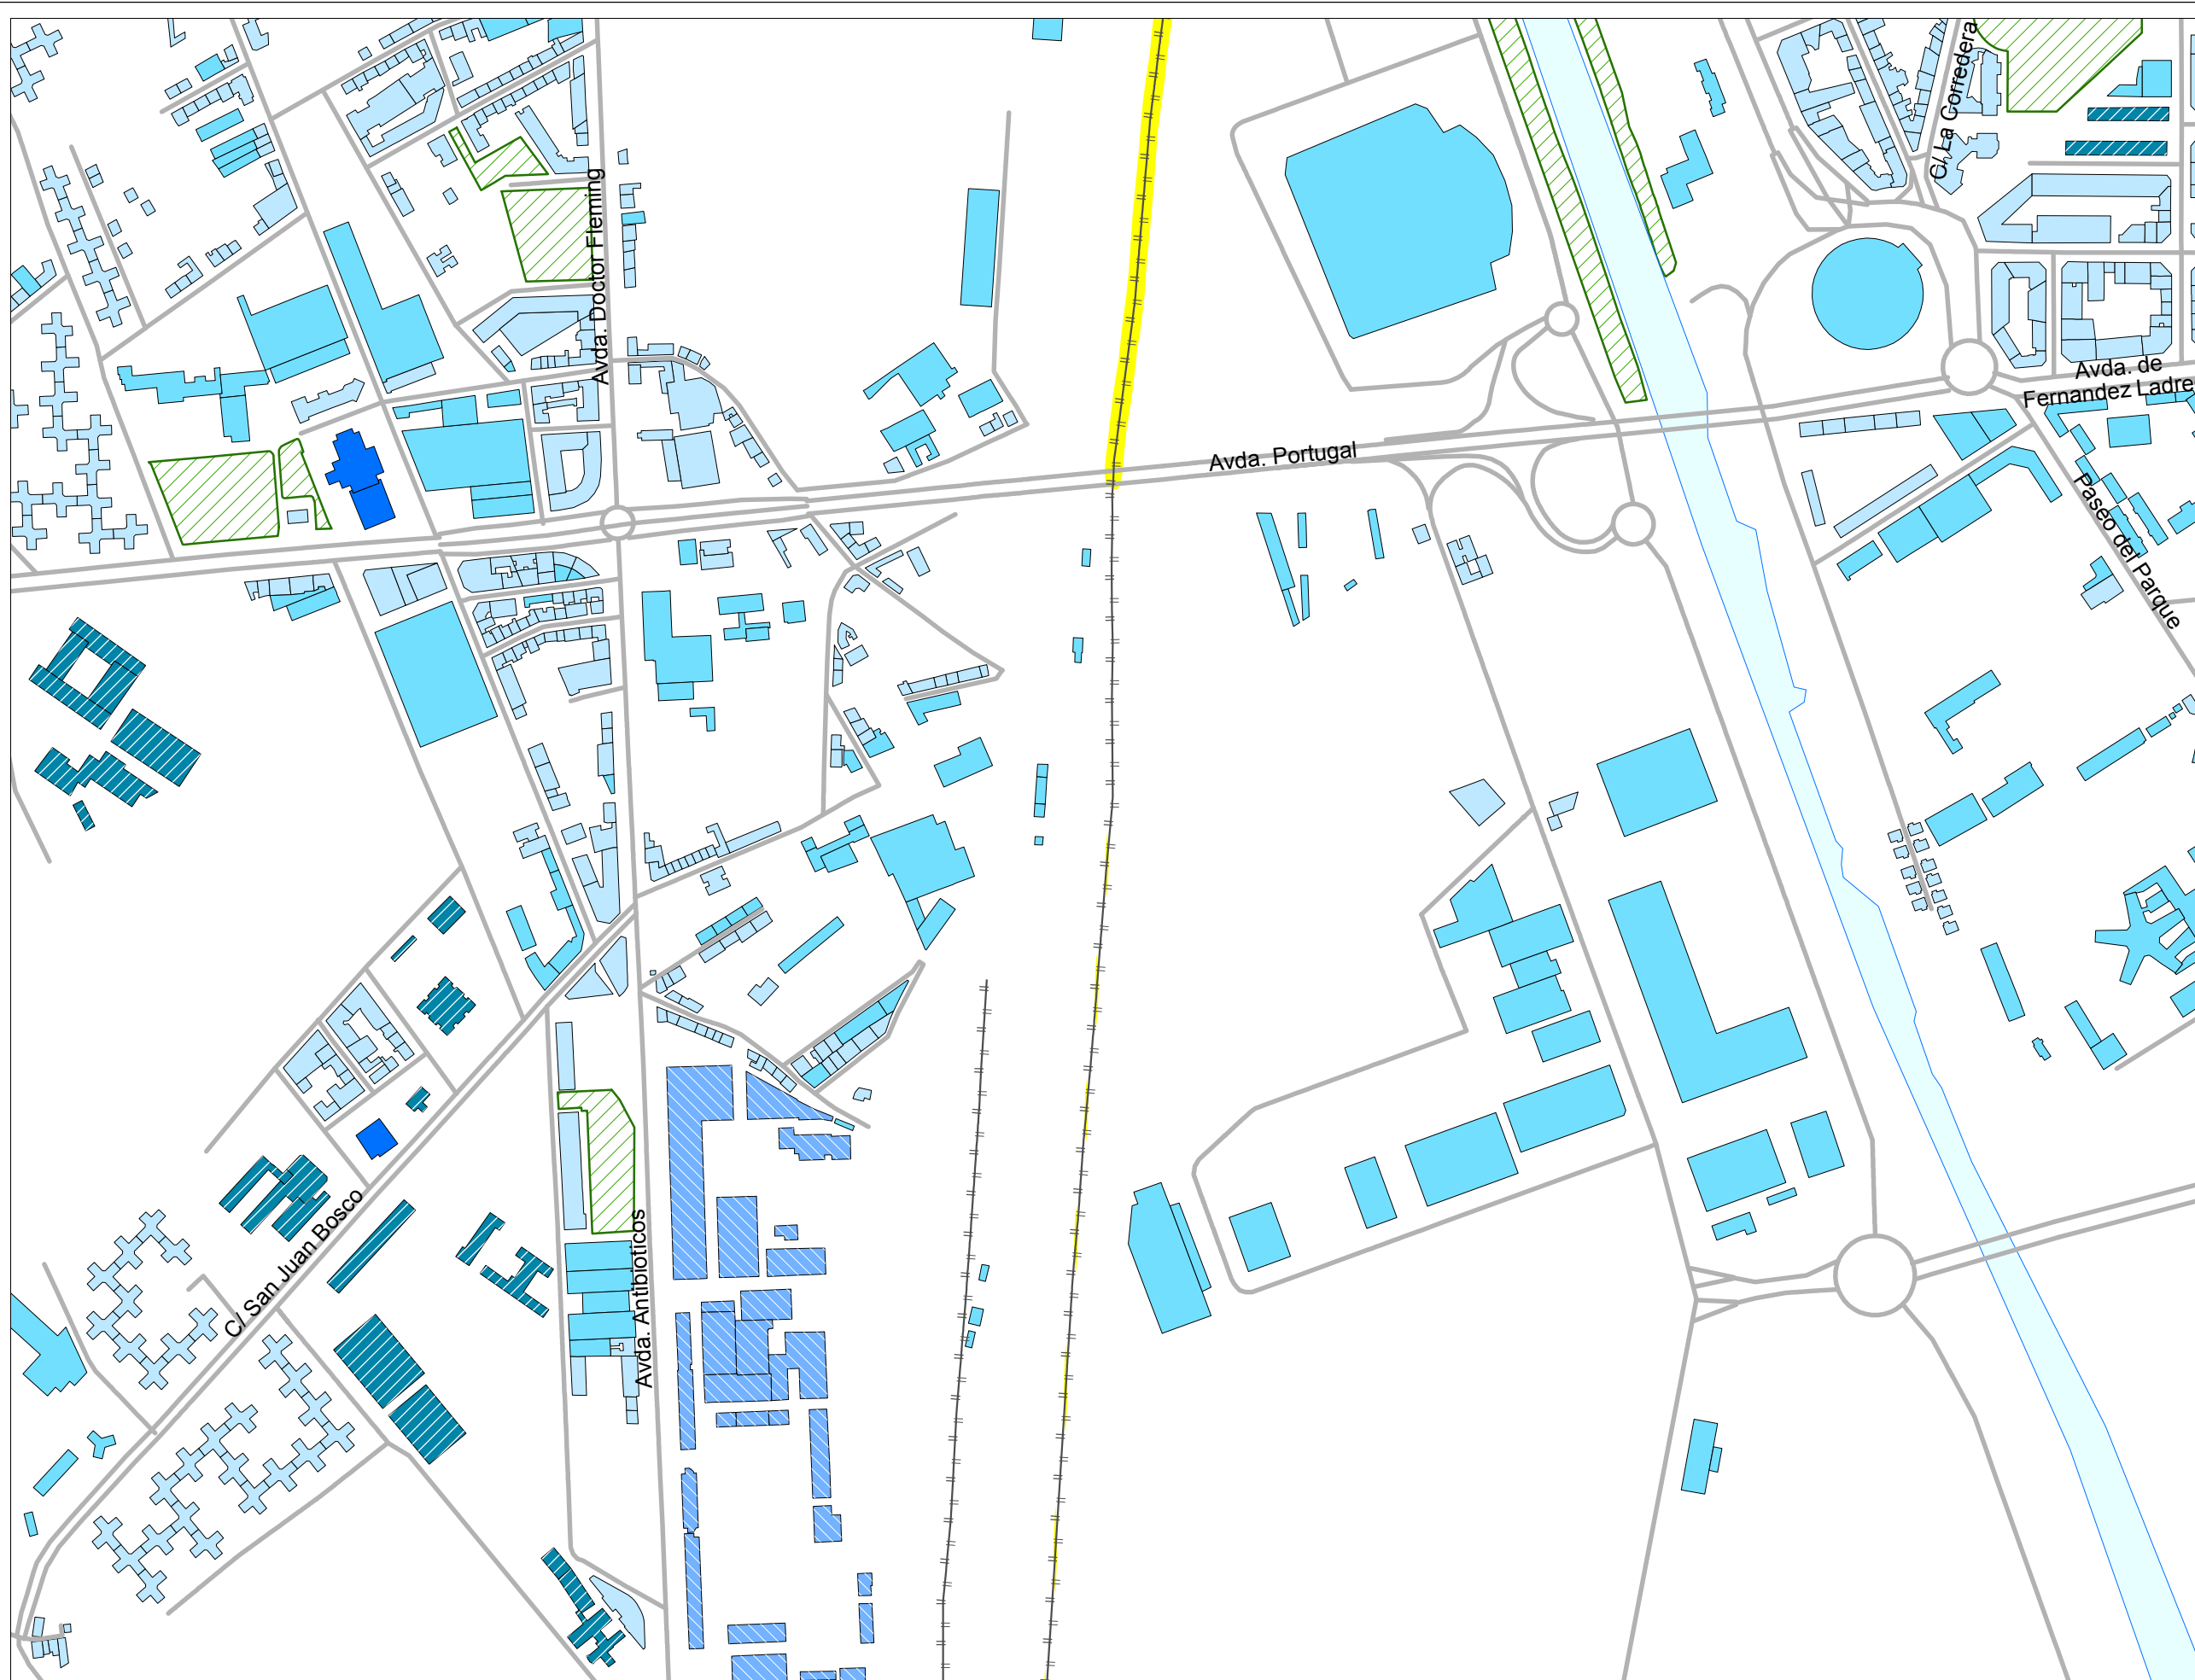 C/ La Corredera
Avda. Doctor Fleming
Avda. de
Fernandez Ladre
Avda. Portugal
Paseo del Parque
C/ San Juan Bosco
Avda. Antibioticos